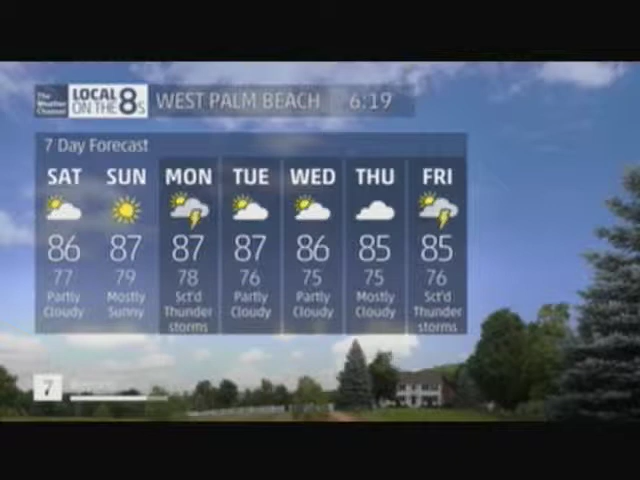 The Weather Channel
LOCAL ON THE 8s
WEST PALM BEACH 6:19
7 Day Forecast
SAT SUN MON TUE WED THU FRI
86 87 87 87 86 85 85
77 79 78 76 75 75 76
Partly Mostly Sct'd Partly Partly Mostly Sct'd
Cloudy Sunny Thunder Cloudy Cloudy Cloudy Thunder
storms storms
7